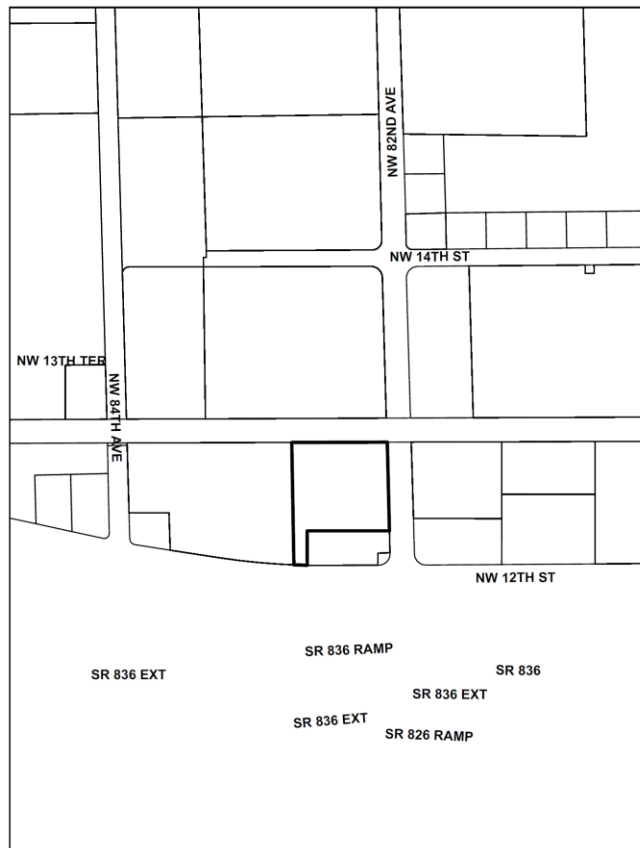 NW 82ND AVE
NW 14TH ST
NW 13TH TER
NW 84TH AVE
NW 12TH ST
SR 836 RAMP
SR 836 EXT
SR 836
SR 836 EXT
SR 836 EXT
SR 826 RAMP